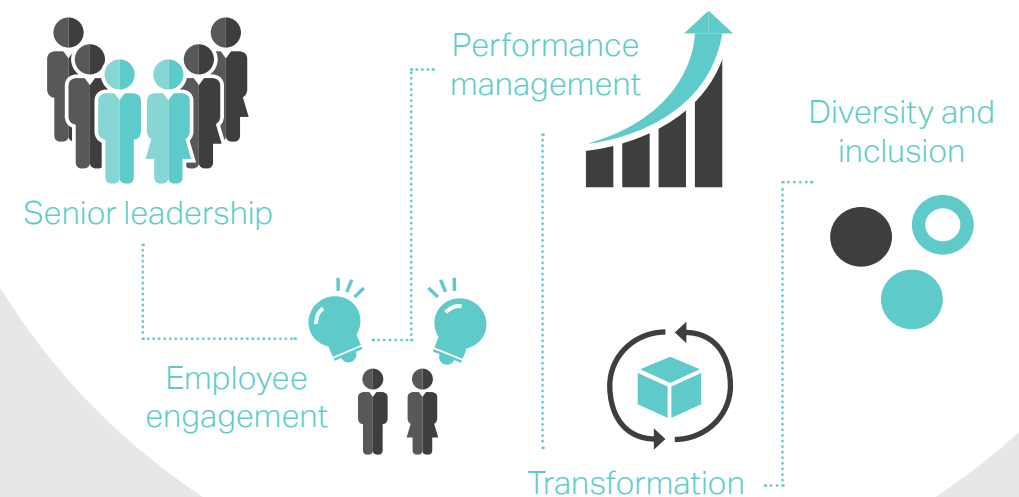 Senior leadership
Employee
engagement
Performance
management
Transformation
Diversity and
inclusion